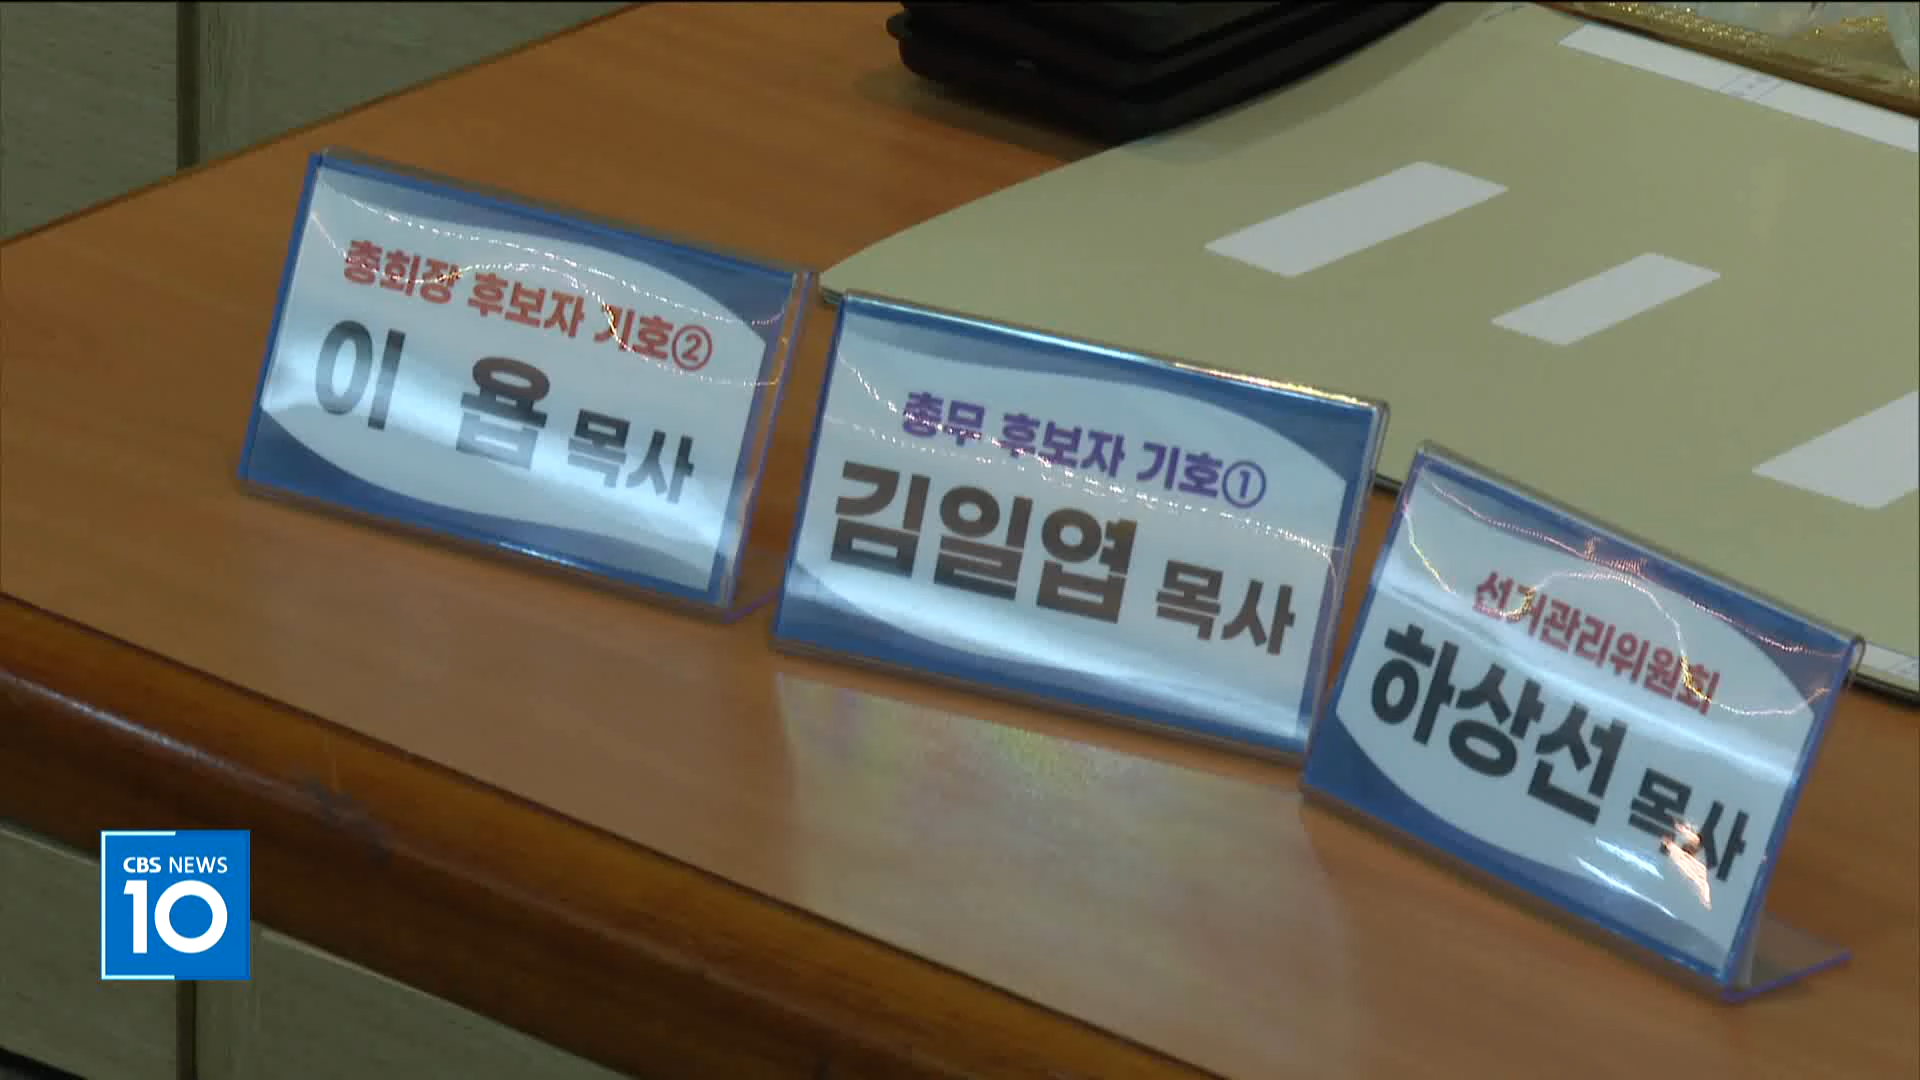 총회장 후보자 기호②
이 욥 목사
총무 후보자 기호①
김일엽 목사
선거관리위원회
하상선 목사
CBS NEWS
10